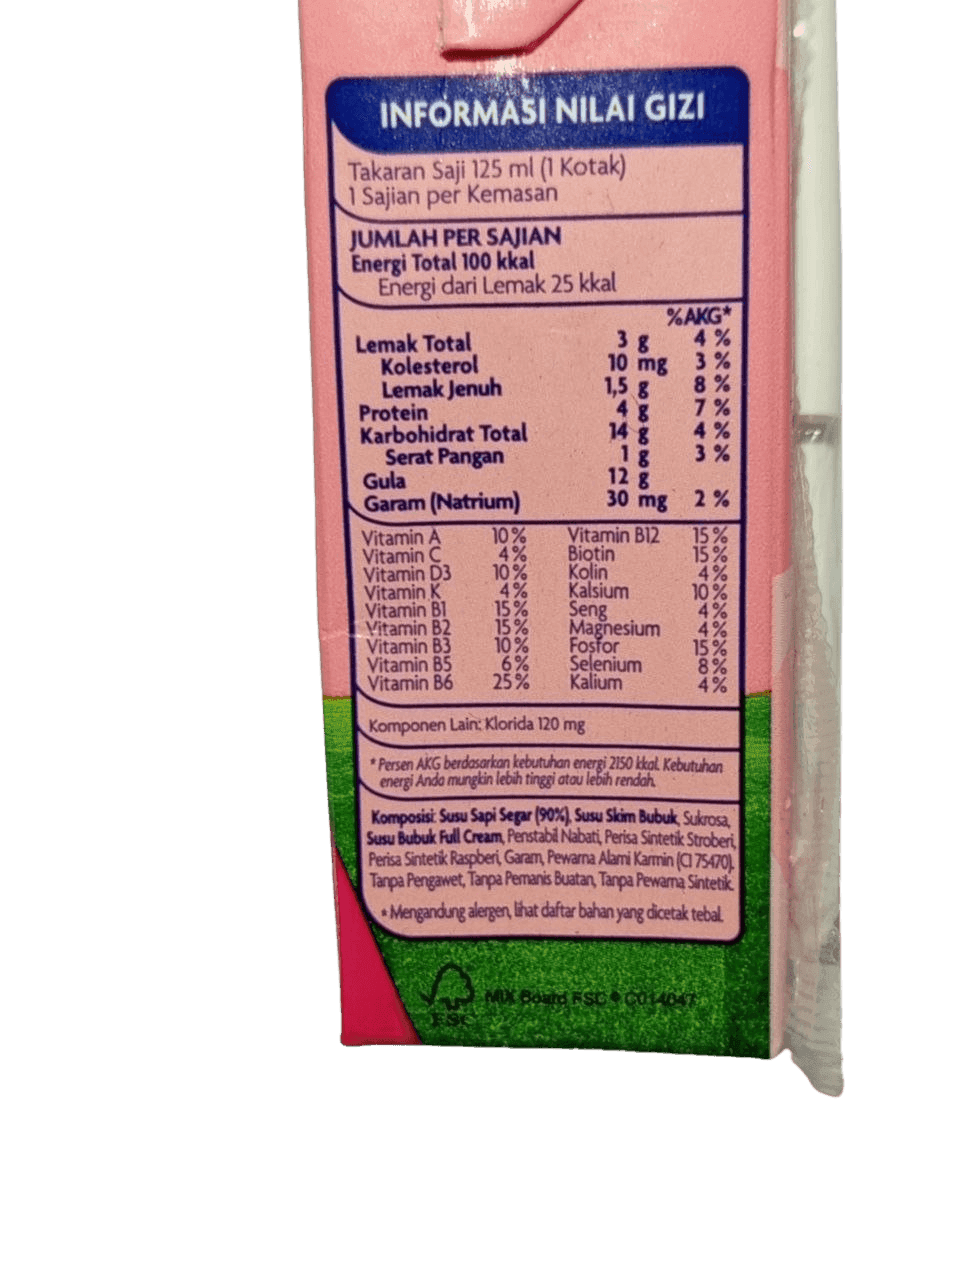 INFORMASI NILAI GIZI
Takaran Saji 125 ml (1 Kotak)
1 Sajian per Kemasan
JUMLAH PER SAJIAN
Energi Total 100 kkal
Energi dari Lemak 25 kkal
%AKG*
Lemak Total 3 g 4 %
Kolesterol 10 mg 3 %
Lemak Jenuh 1,5 g 8 %
Protein 4 g 7 %
Karbohidrat Total 14 g 4 %
Serat Pangan 1 g 3 %
Gula 12 g
Garam (Natrium) 30 mg 2 %
Vitamin A 10% Vitamin B12 15%
Vitamin C 4% Biotin 15%
Vitamin D3 10% Kolin 4%
Vitamin K 4% Kalsium 10%
Vitamin B1 15% Seng 4%
Vitamin B2 15% Magnesium 4%
Vitamin B3 10% Fosfor 15%
Vitamin B5 6% Selenium 8%
Vitamin B6 25% Kalium 4%
Komponen Lain: Klorida 120 mg
*Persen AKG berdasarkan kebutuhan energi 2150 kkal. Kebutuhan
energi Anda mungkin lebih tinggi atau lebih rendah.
Komposisi: Susu Sapi Segar (90%), Susu Skim Bubuk, Sukrosa,
Susu Bubuk Full Cream, Penstabil Nabati, Perisa Sintetik Stroberi,
Perisa Sintetik Raspberi, Garam, Pewarna Alami Karmin (CI 75470).
Tanpa Pengawet, Tanpa Pemanis Buatan, Tanpa Pewarna Sintetik.
*Mengandung alergen, lihat daftar bahan yang dicetak tebal.
MIX Board FSC C014047
FSC